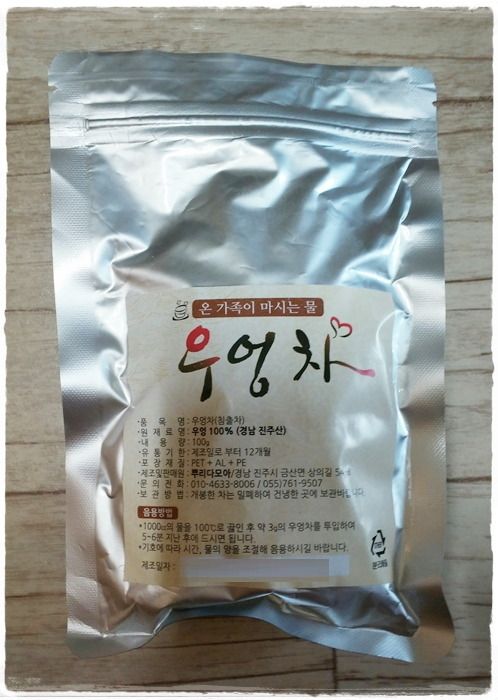 온 가족이 마시는 물
우엉차
·품 목 명 : 우엉차(침출차)
·원 재 료 명 : 우엉 100% (경남 진주산)
·내 용 량 : 100g
·유 통 기 한 : 제조일로 부터 12개월
·포 장 재 질 : PET + AL + PE
·제조및판매원 : 뿌리다모아/경남 진주시 금산면 상의길
·문 의 전 화 : 010-4633-8006 / 055)761-9507
·보 관 방 법 : 개봉한 차는 밀폐하여 건냉한 곳에 보관바랍니다.
음용방법
*1000㎖의 물을 100℃로 끓인 후 약 3g의 우엉차를 투입하여
5~6분 지난 후에 드시면 됩니다.
*기호에 따라 시간, 물의 양을 조절해 음용하시길 바랍니다.
제조일자 :
분리배출